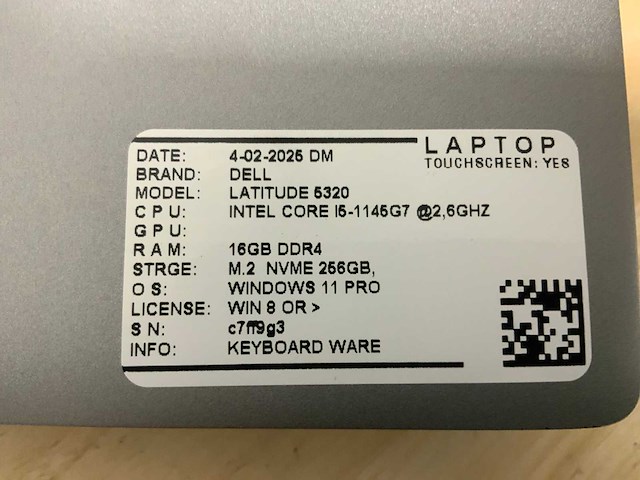 LAPTOP
TOUCHSCREEN: YES
DATE: 4-02-2025 DM
BRAND: DELL
MODEL: LATITUDE 5320
CPU: INTEL CORE I5-1145G7 @2,6GHZ
GPU:
RAM: 16GB DDR4
STRGE: M.2 NVME 256GB,
OS: WINDOWS 11 PRO
LICENSE: WIN 8 OR >
SN: c7ff9g3
INFO: KEYBOARD WARE